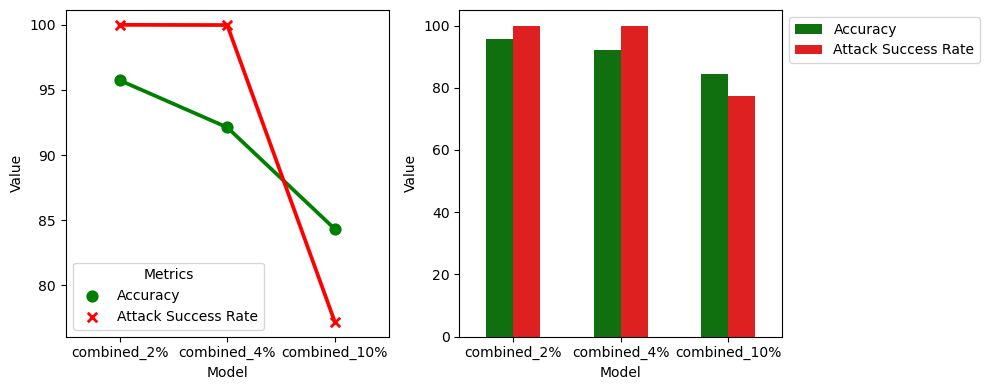 100
95
90
85
80
Value
Metrics
Accuracy
Attack Success Rate
combined_2% combined_4% combined_10%
Model
100
80
60
40
20
0
Value
combined_2% combined_4% combined_10%
Model
Accuracy
Attack Success Rate